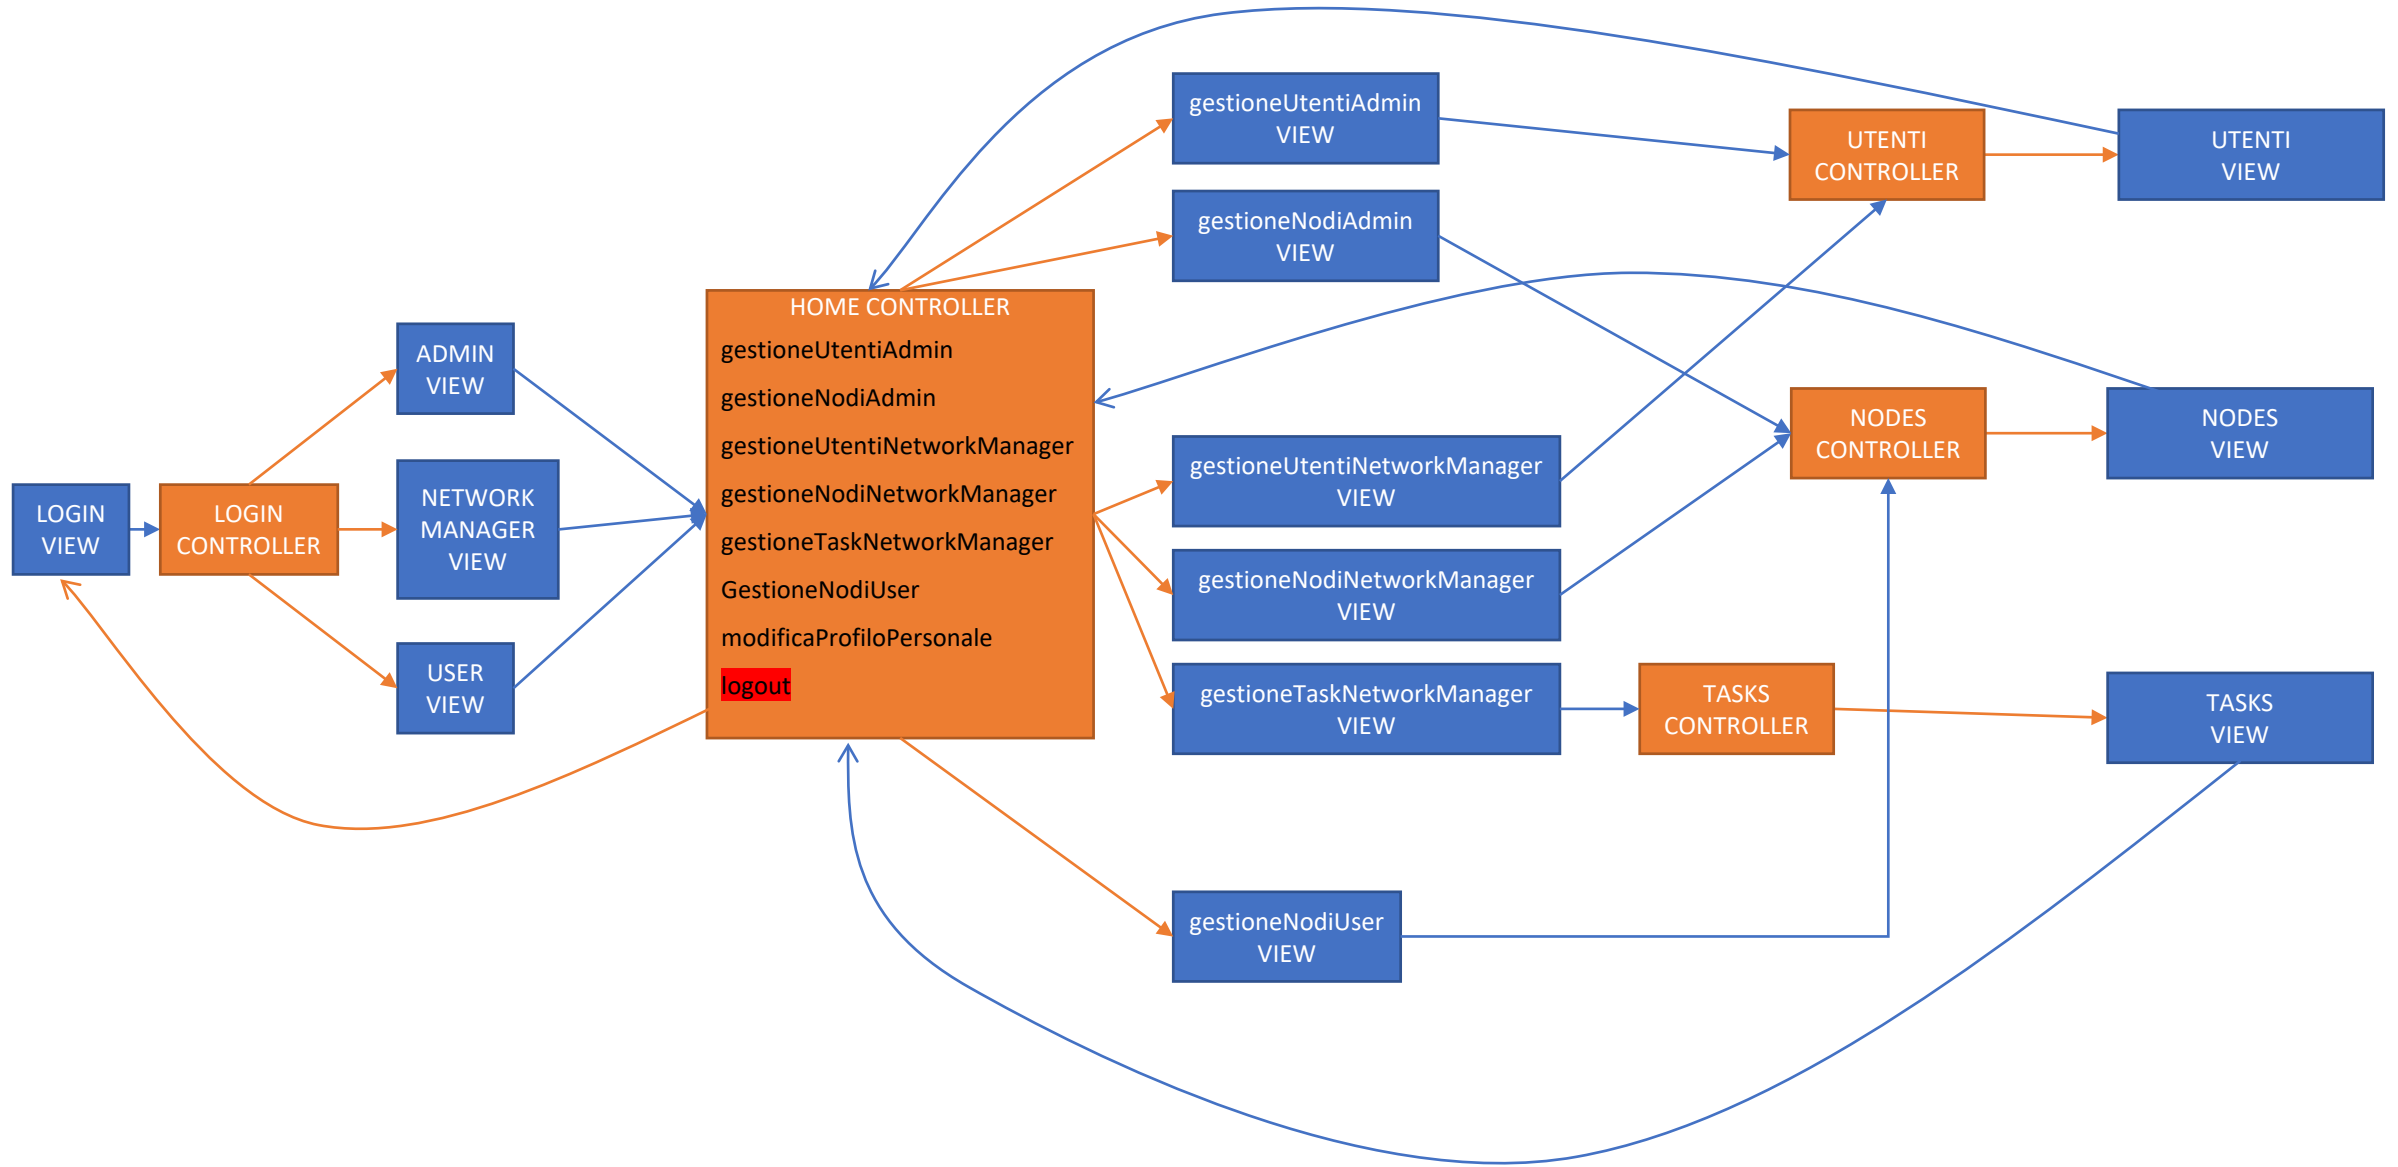 LOGIN
VIEW
LOGIN
CONTROLLER
ADMIN
VIEW
NETWORK
MANAGER
VIEW
USER
VIEW
HOME CONTROLLER
gestioneUtentiAdmin
gestioneNodiAdmin
gestioneUtentiNetworkManager
gestioneNodiNetworkManager
gestioneTaskNetworkManager
GestioneNodiUser
modificaProfiloPersonale
logout
gestioneUtentiAdmin
VIEW
gestioneNodiAdmin
VIEW
gestioneUtentiNetworkManager
VIEW
gestioneNodiNetworkManager
VIEW
gestioneTaskNetworkManager
VIEW
gestioneNodiUser
VIEW
UTENTI
CONTROLLER
NODES
CONTROLLER
TASKS
CONTROLLER
UTENTI
VIEW
NODES
VIEW
TASKS
VIEW